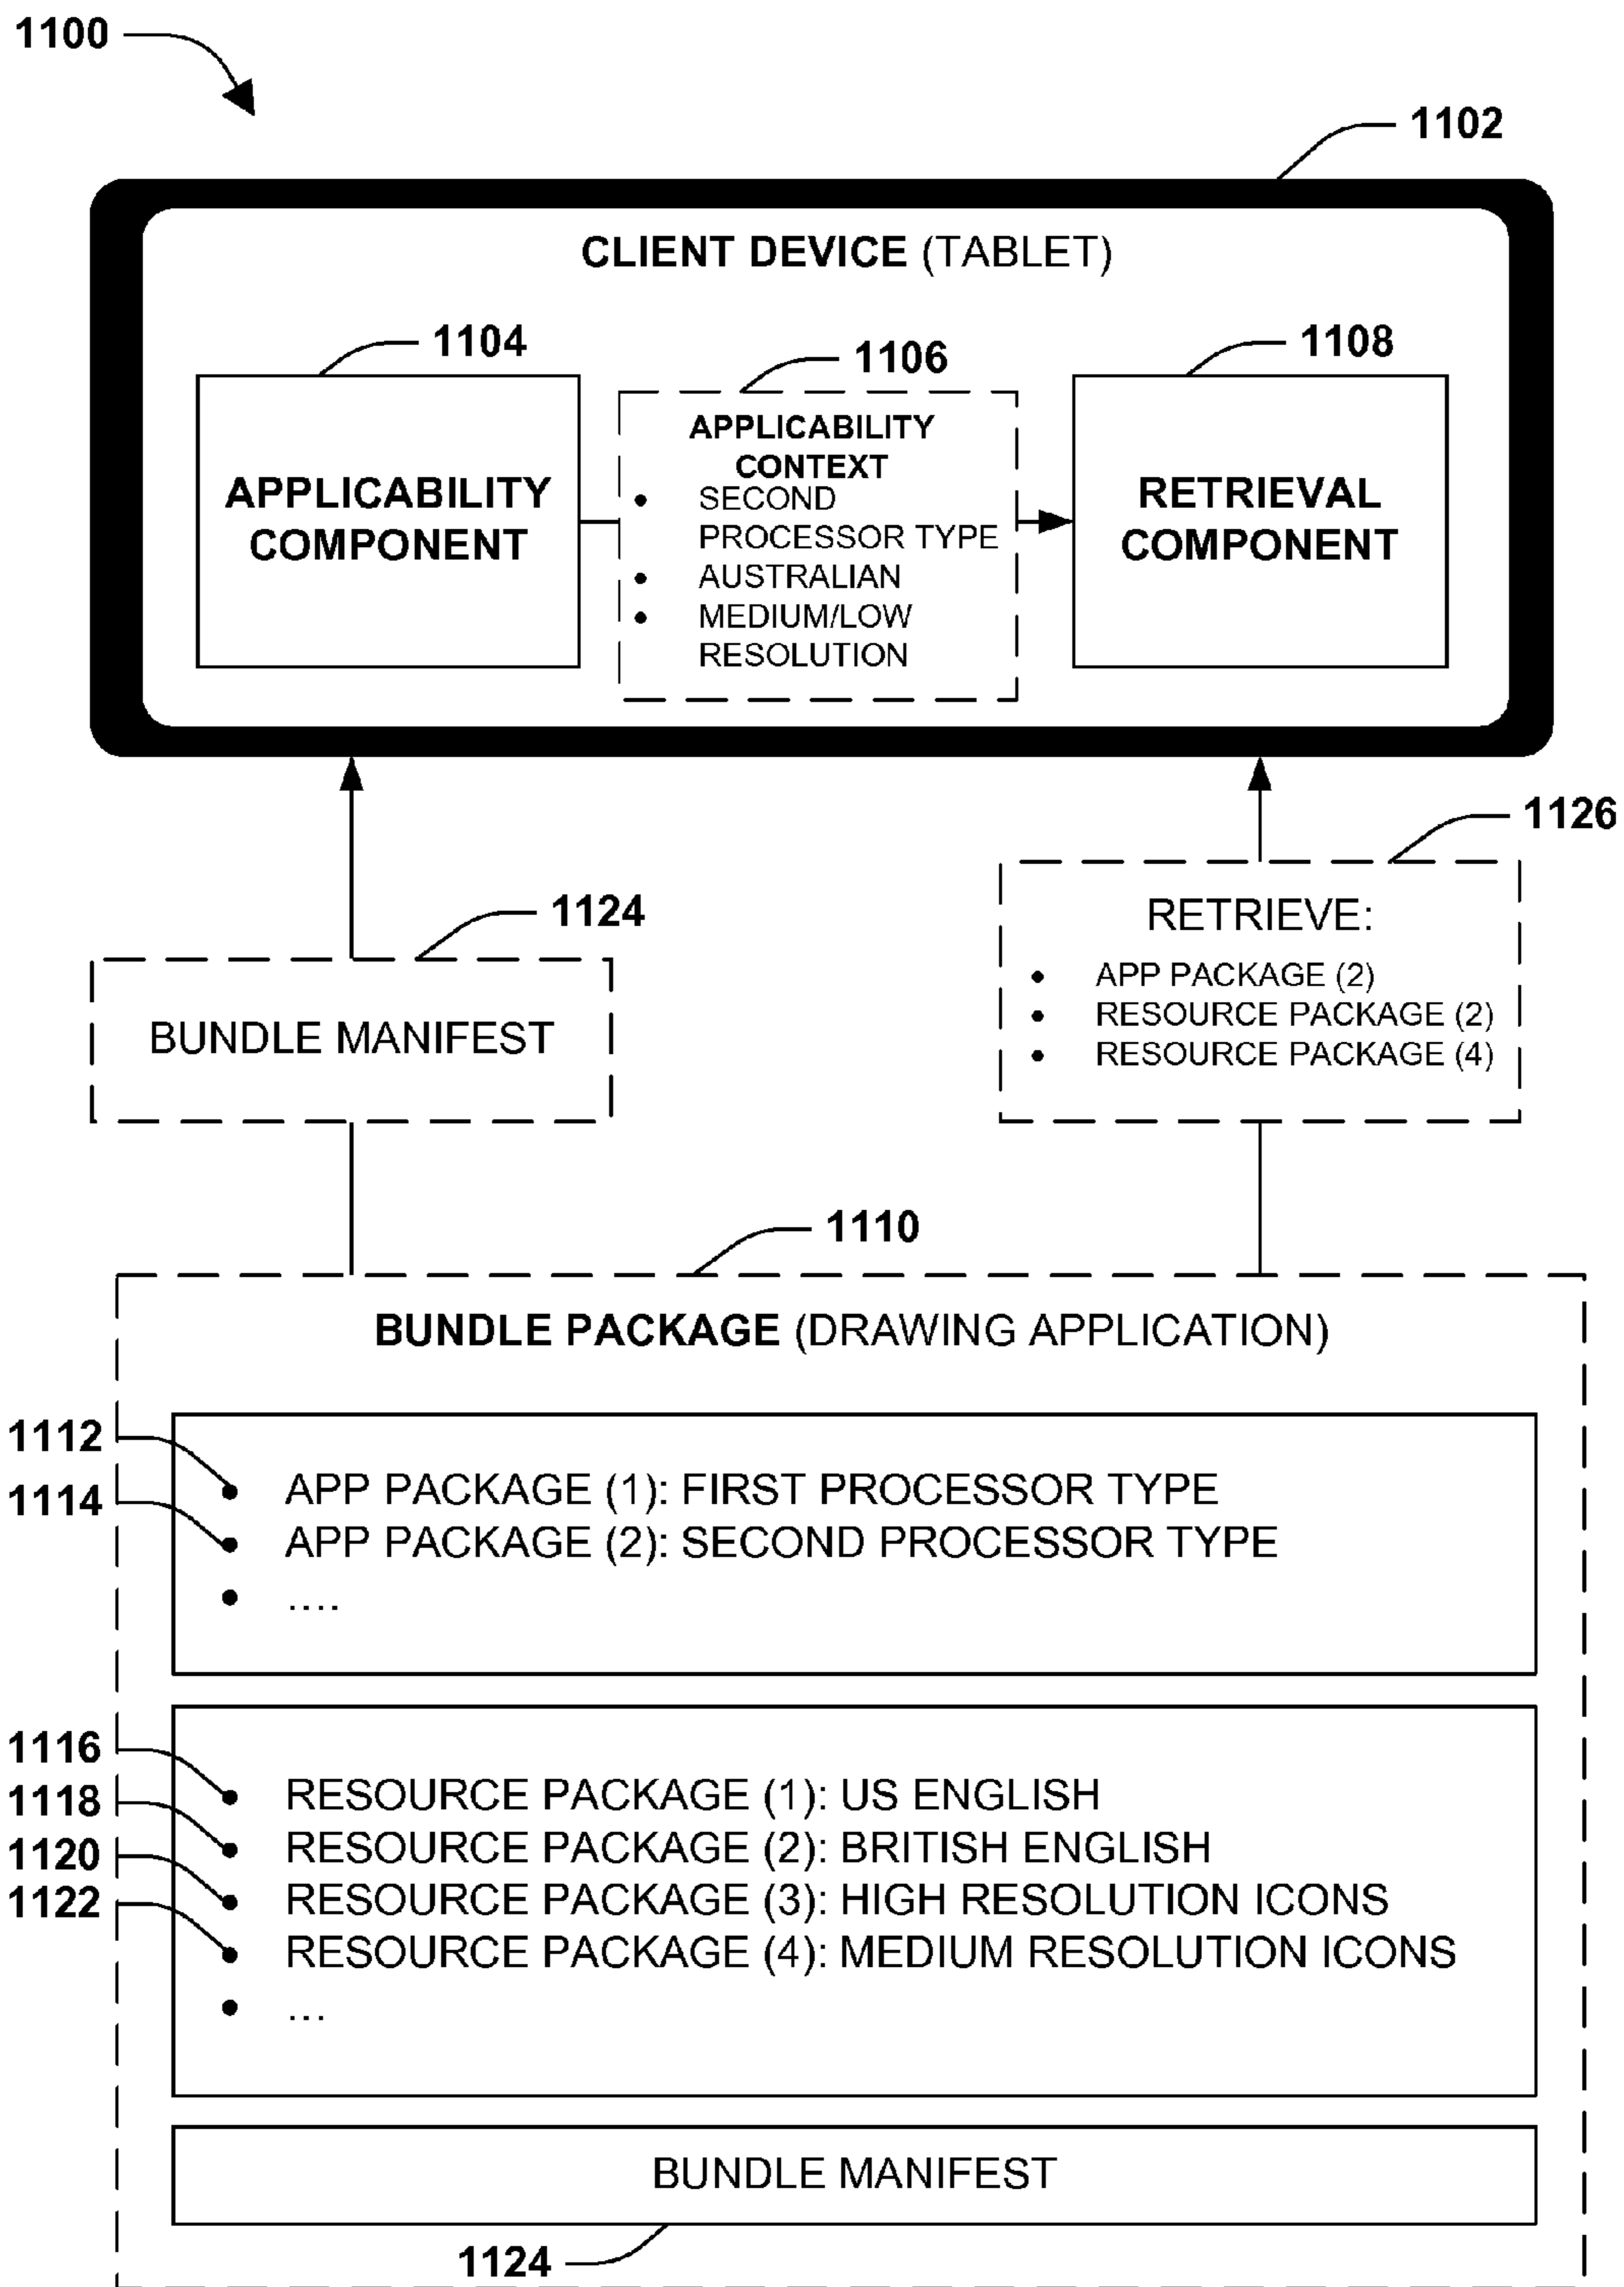 1100
1102
CLIENT DEVICE (TABLET)
1104
1106
1108
APPLICABILITY
COMPONENT
APPLICABILITY
CONTEXT
• SECOND
PROCESSOR TYPE
• AUSTRALIAN
• MEDIUM/LOW
RESOLUTION
RETRIEVAL
COMPONENT
1124
BUNDLE MANIFEST
1126
RETRIEVE:
• APP PACKAGE (2)
• RESOURCE PACKAGE (2)
• RESOURCE PACKAGE (4)
1110
BUNDLE PACKAGE (DRAWING APPLICATION)
1112
• APP PACKAGE (1): FIRST PROCESSOR TYPE
1114
• APP PACKAGE (2): SECOND PROCESSOR TYPE
• ....
1116
• RESOURCE PACKAGE (1): US ENGLISH
1118
• RESOURCE PACKAGE (2): BRITISH ENGLISH
1120
• RESOURCE PACKAGE (3): HIGH RESOLUTION ICONS
1122
• RESOURCE PACKAGE (4): MEDIUM RESOLUTION ICONS
• ...
BUNDLE MANIFEST
1124